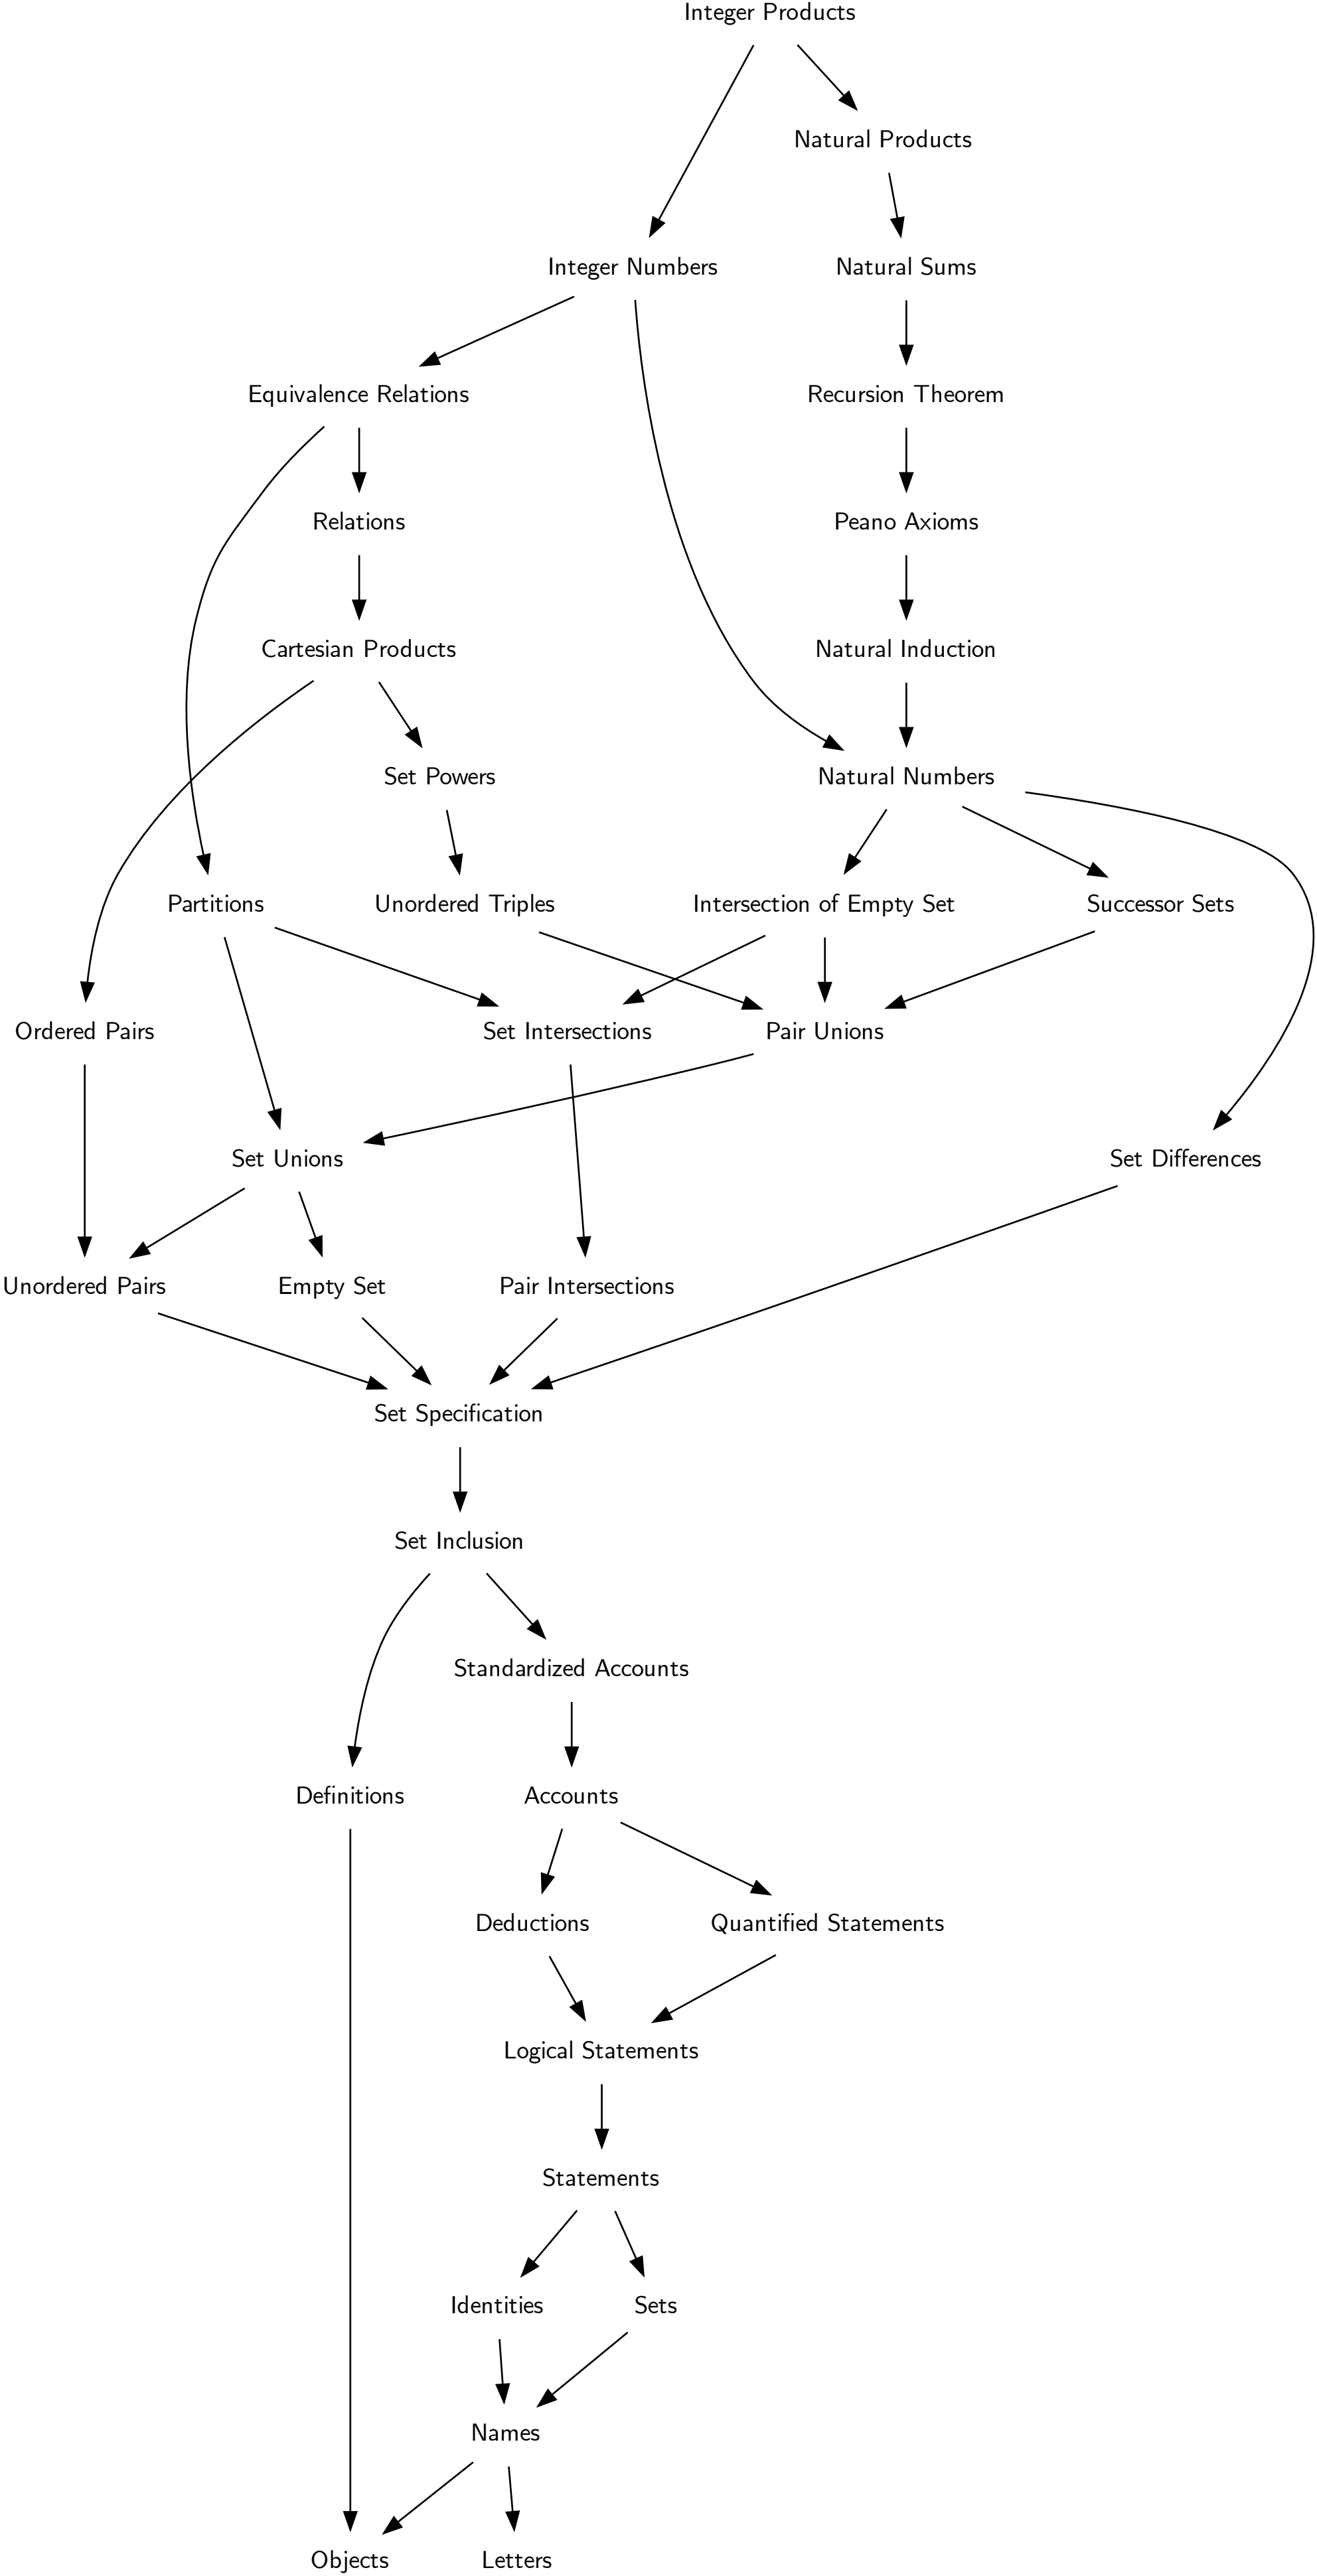 Integer Products
Natural Products
Integer Numbers
Natural Sums
Equivalence Relations
Recursion Theorem
Relations
Peano Axioms
Cartesian Products
Natural Induction
Set Powers
Natural Numbers
Partitions
Unordered Triples
Intersection of Empty Set
Successor Sets
Ordered Pairs
Set Intersections
Pair Unions
Set Unions
Set Differences
Unordered Pairs
Empty Set
Pair Intersections
Set Specification
Set Inclusion
Standardized Accounts
Definitions
Accounts
Deductions
Quantified Statements
Logical Statements
Statements
Identities
Sets
Names
Objects
Letters